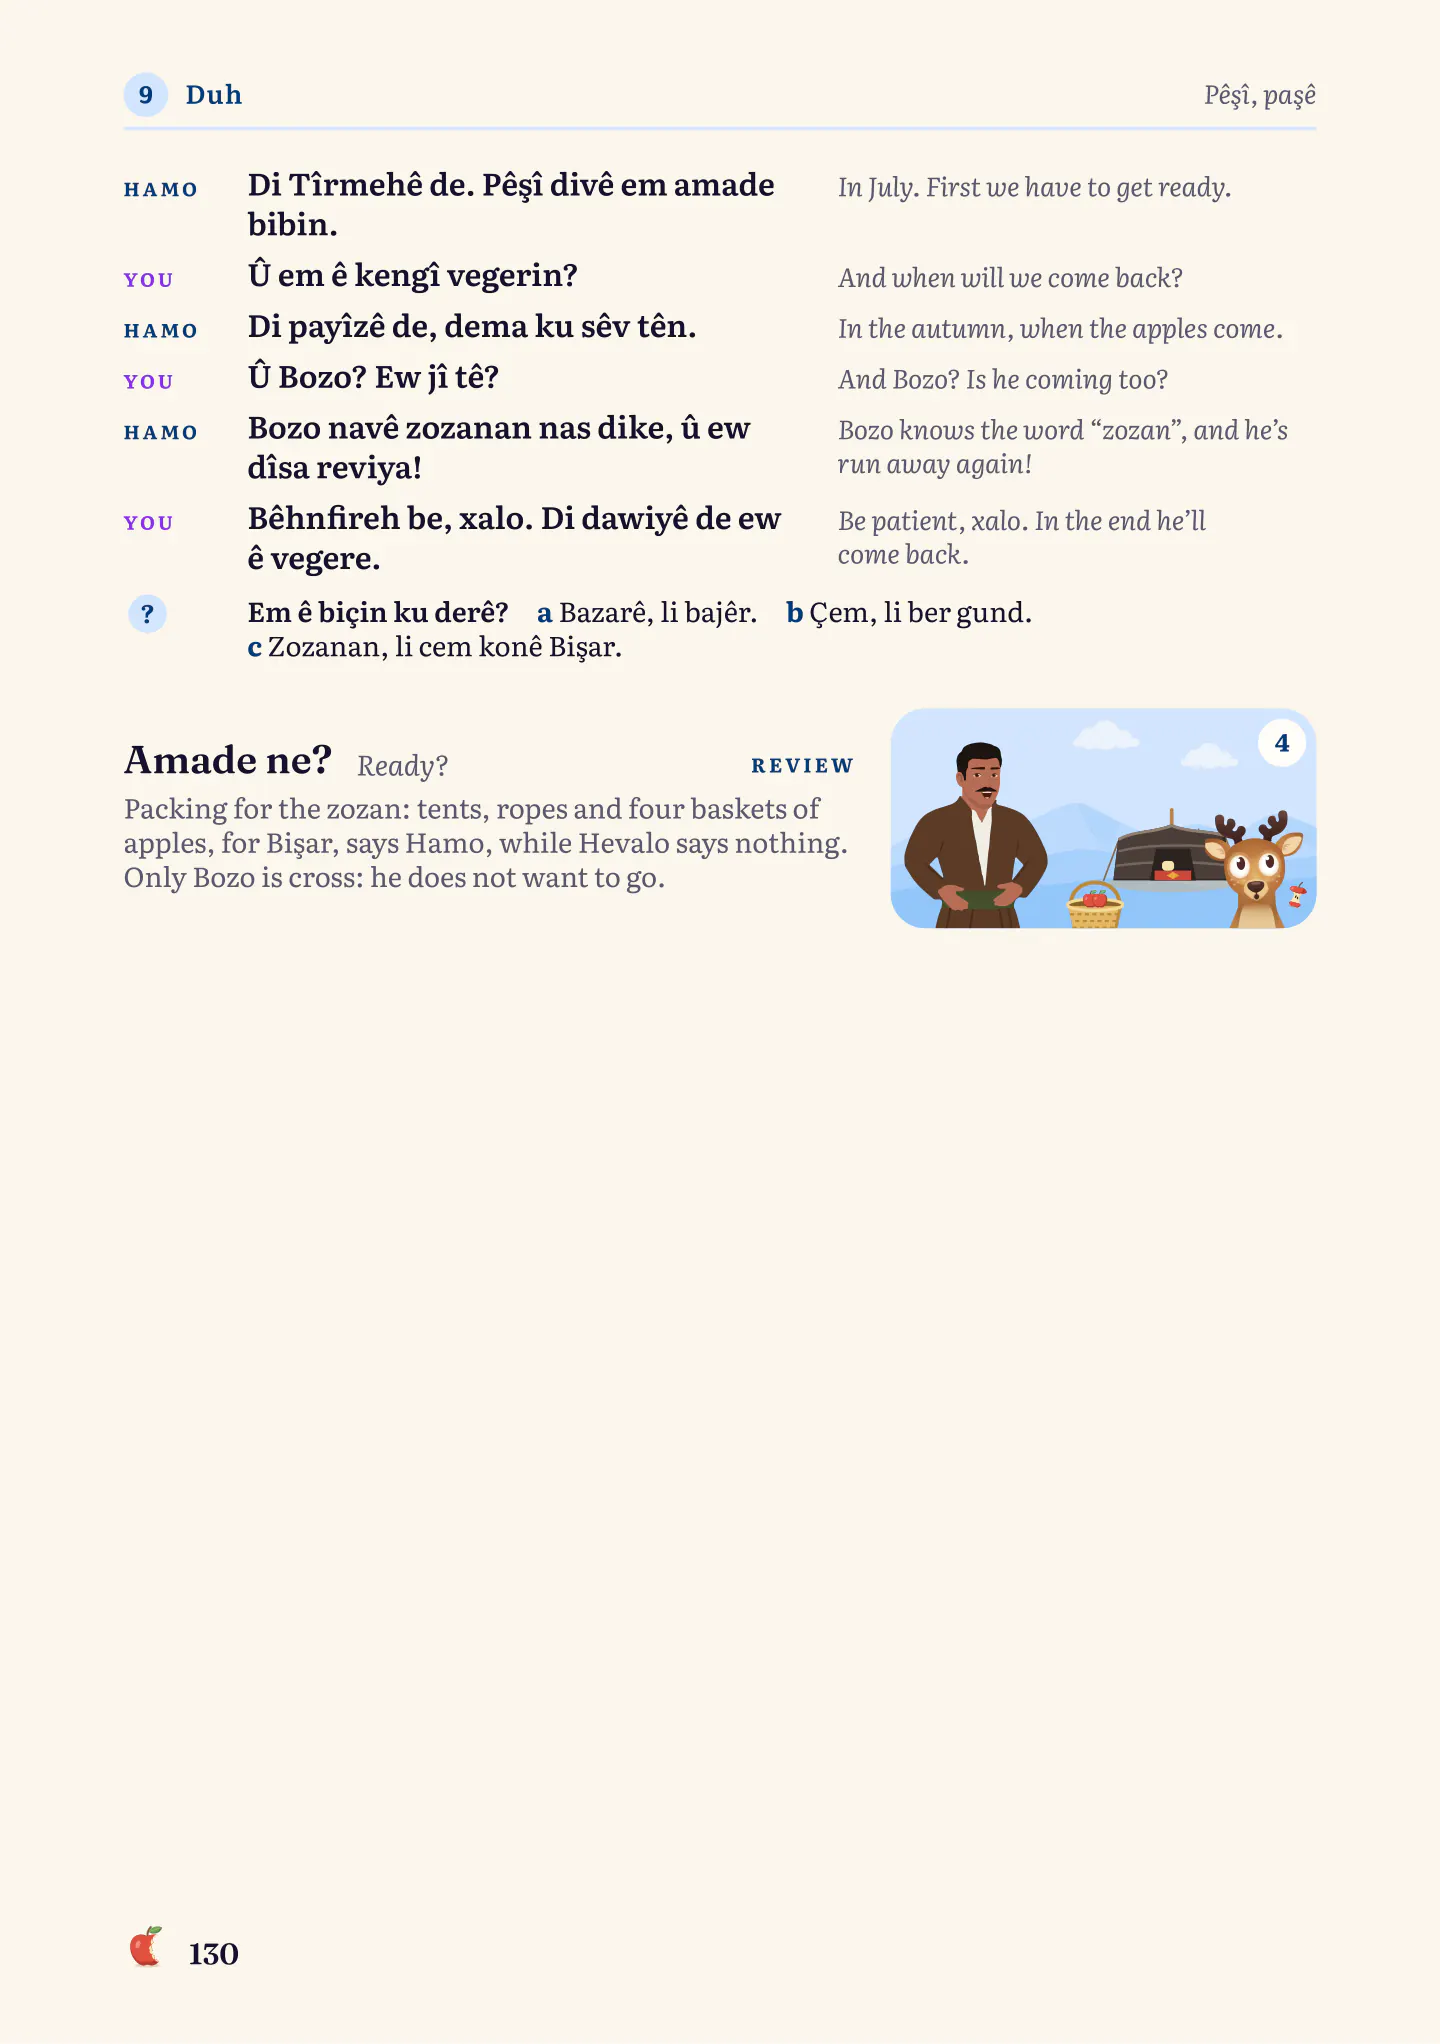 9 Duh Pêşî, paşê
HAMO Di Tîrmehê de. Pêşî divê em amade In July. First we have to get ready.
bibin.
YOU Û em ê kengî vegerin? And when will we come back?
HAMO Di payîzê de, dema ku sêv tên. In the autumn, when the apples come.
YOU Û Bozo? Ew jî tê? And Bozo? Is he coming too?
HAMO Bozo navê zozanan nas dike, û ew Bozo knows the word “zozan”, and he’s
dîsa reviya! run away again!
YOU Bêhnfireh be, xalo. Di dawiyê de ew Be patient, xalo. In the end he’ll
ê vegere. come back.
? Em ê biçin ku derê? a Bazarê, li bajêr. b Çem, li ber gund.
c Zozanan, li cem konê Bişar.
Amade ne? Ready? REVIEW 4
Packing for the zozan: tents, ropes and four baskets of
apples, for Bişar, says Hamo, while Hevalo says nothing.
Only Bozo is cross: he does not want to go.
130